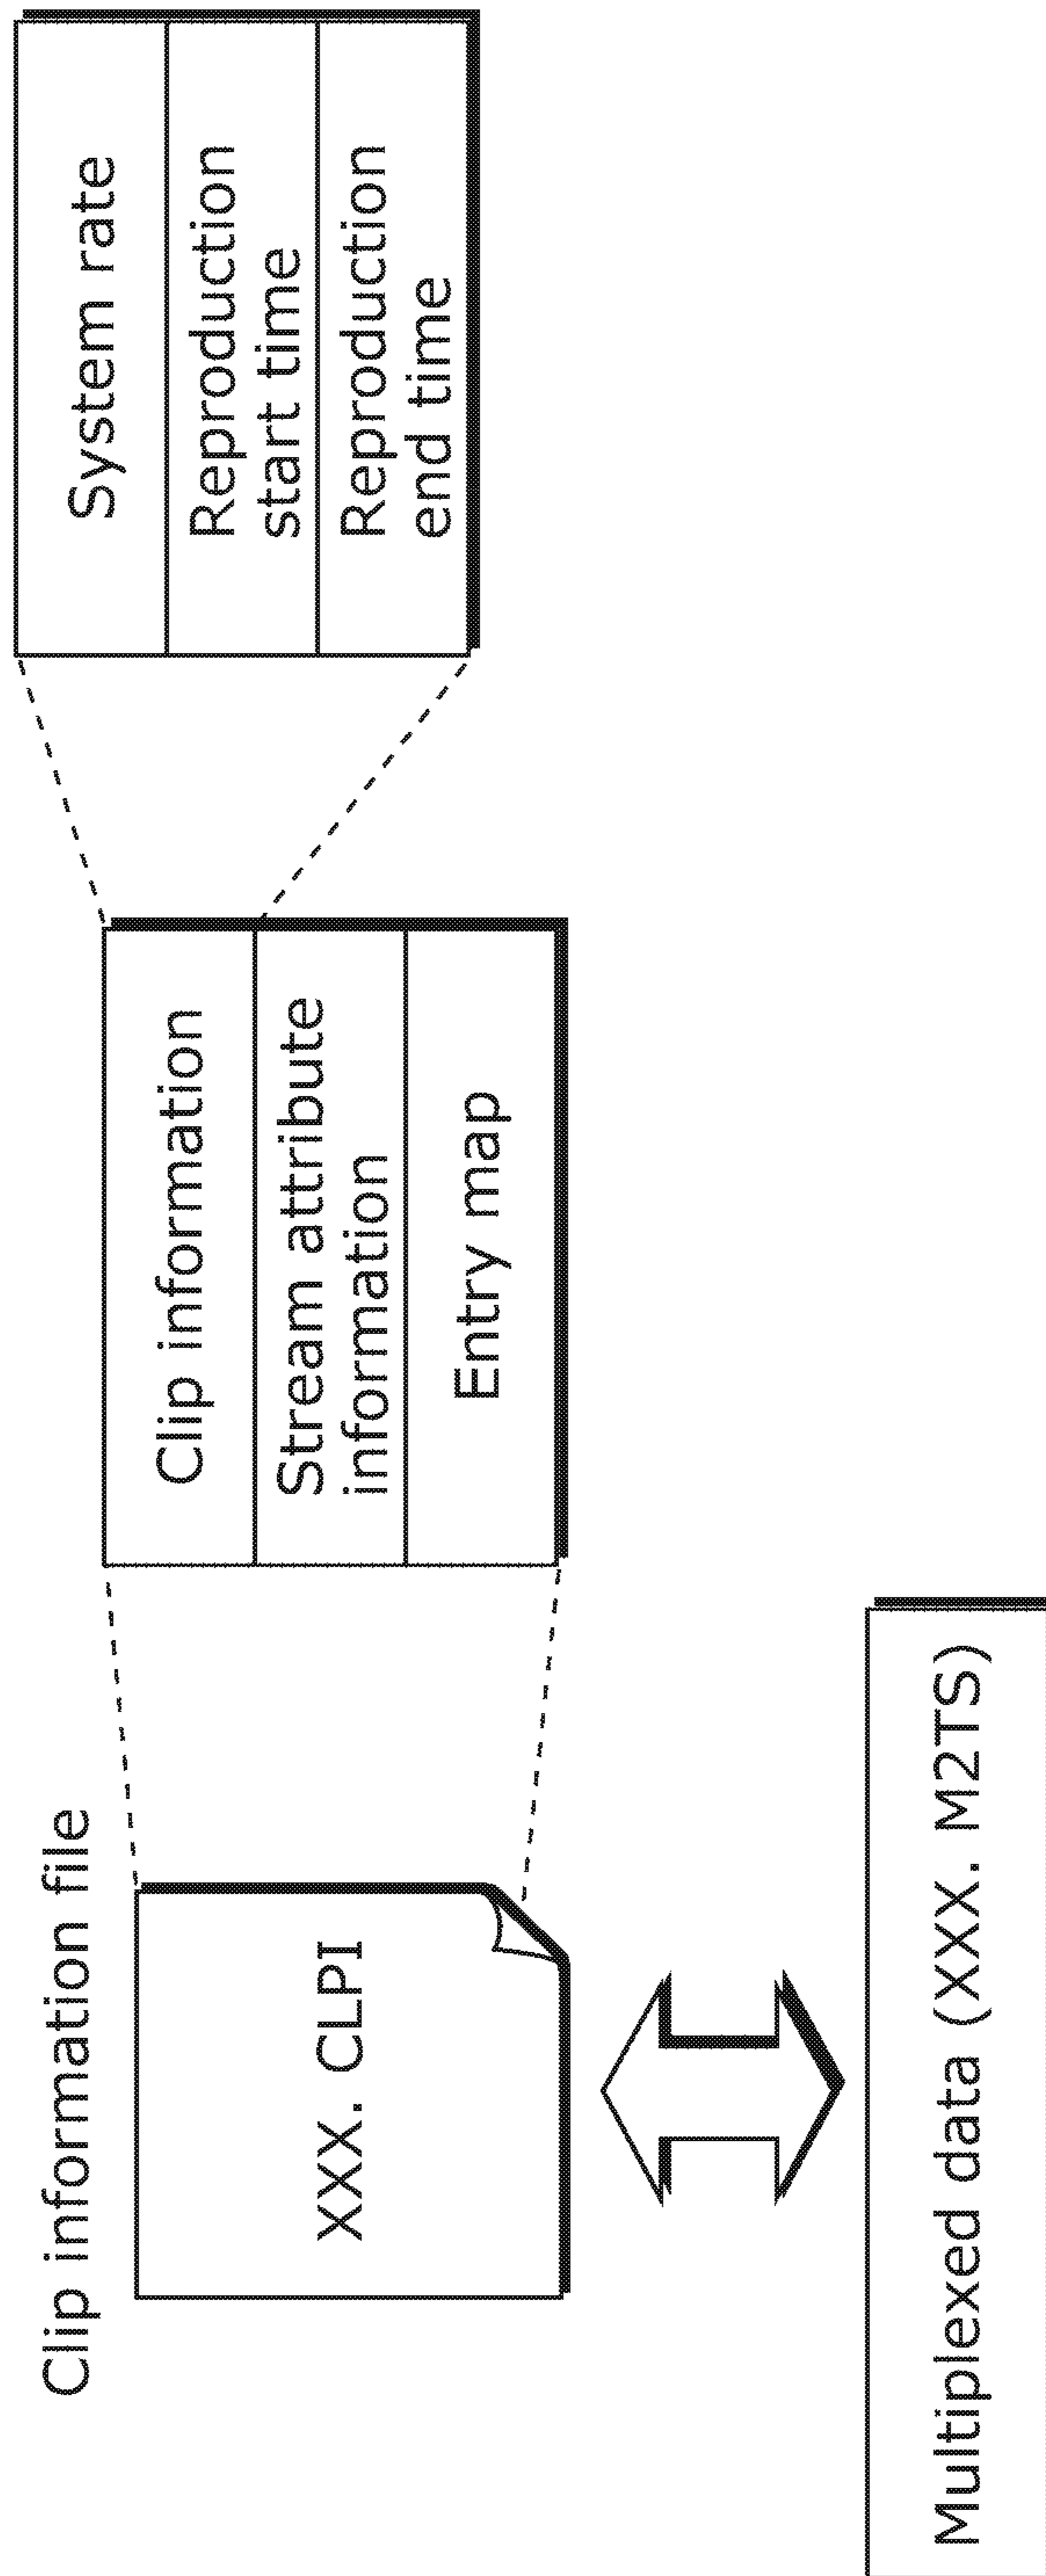 Clip information file
XXX. CLPI
Clip information
Stream attribute
information
Entry map
System rate
Reproduction
start time
Reproduction
end time
Multiplexed data (XXX. M2TS)